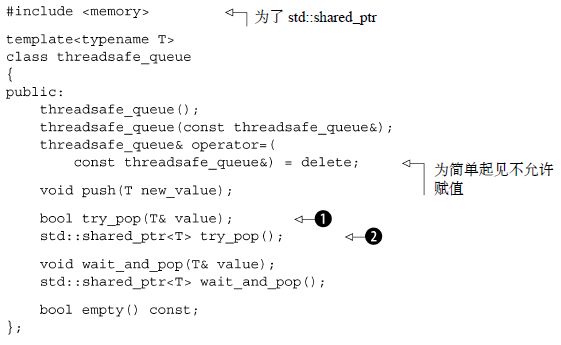 #include <memory> 为了 std::shared_ptr
template<typename T>
class threadsafe_queue
{
public:
    threadsafe_queue();
    threadsafe_queue(const threadsafe_queue&);
    threadsafe_queue& operator=(
        const threadsafe_queue&) = delete; 为简单起见不允许
赋值
    void push(T new_value);
    bool try_pop(T& value); ❶
    std::shared_ptr<T> try_pop(); ❷
    void wait_and_pop(T& value);
    std::shared_ptr<T> wait_and_pop();
    bool empty() const;
};